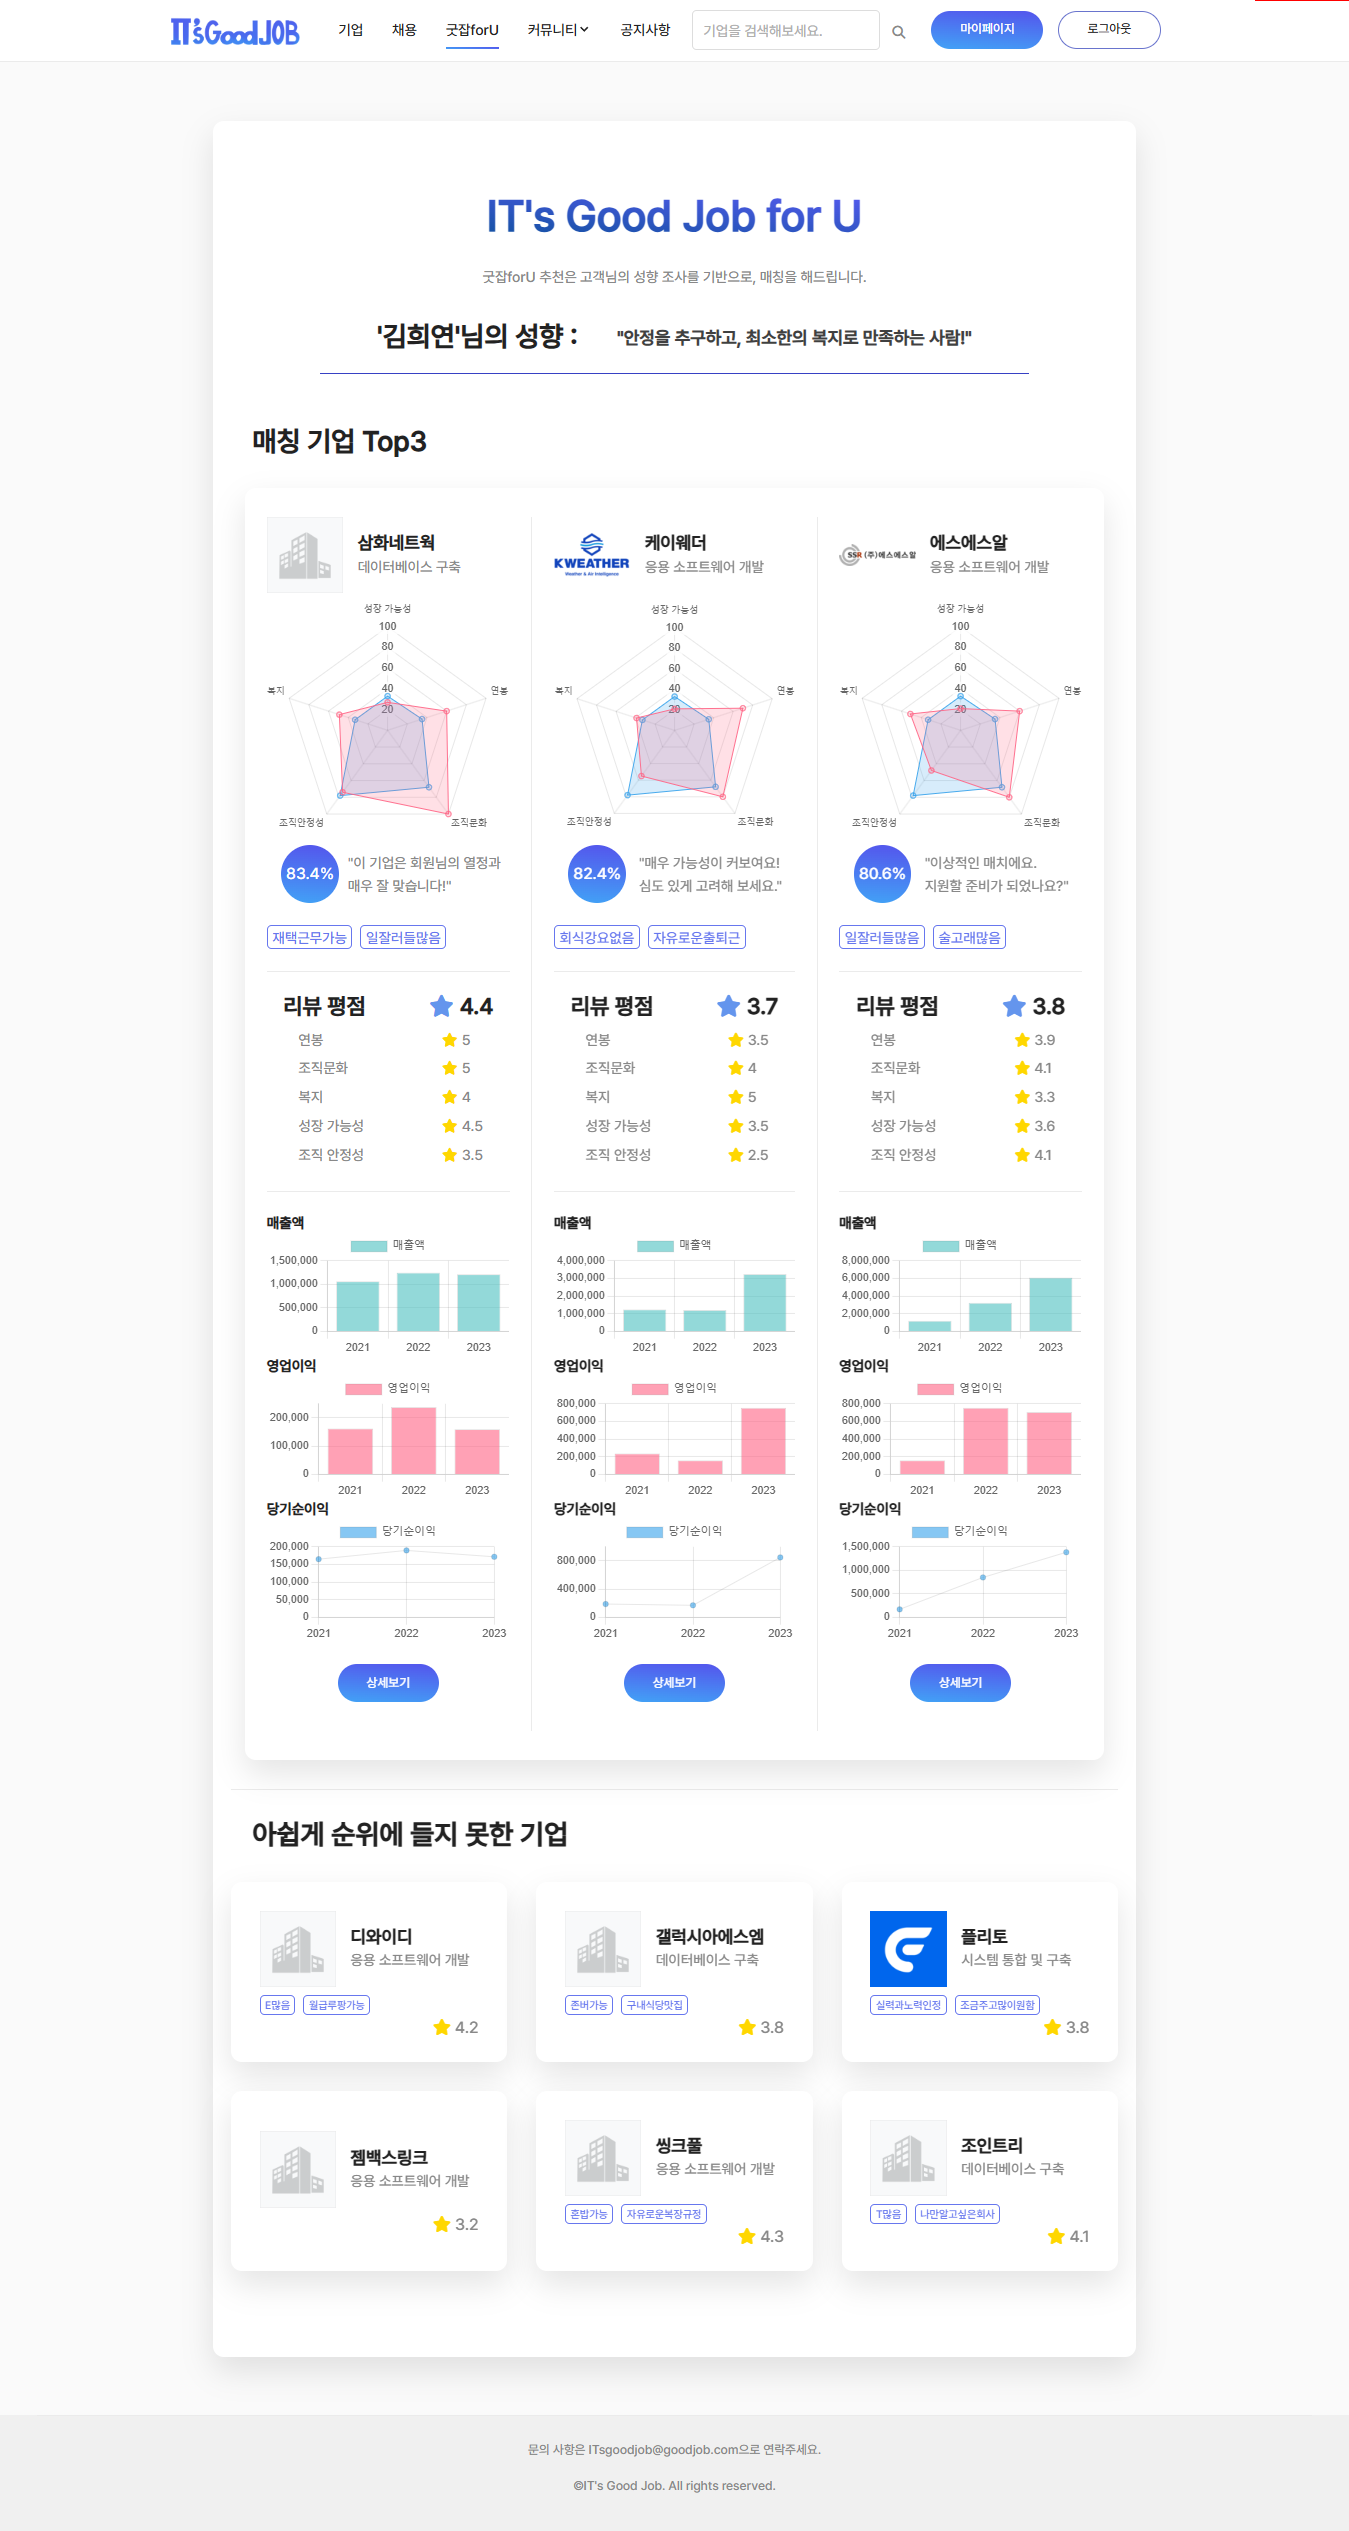 IT's GoodJOB
기업 채용 굿잡forU 커뮤니티 공지사항 기업을 검색해보세요. 마이페이지 로그아웃
IT's Good Job for U
굿잡forU 추천은 고객님의 성향 조사를 기반으로, 매칭을 해드립니다.
'김희연'님의 성향 : "안정을 추구하고, 최소한의 복지로 만족하는 사람!"
매칭 기업 Top3
삼화네트웍
데이터베이스 구축
성장 가능성
100
80
60
40
20
복지 연봉
조직안정성 조직문화
83.4% "이 기업은 회원님의 열정과
매우 잘 맞습니다!"
재택근무가능 일잘러들많음
리뷰 평점 4.4
연봉 5
조직문화 5
복지 4
성장 가능성 4.5
조직 안정성 3.5
매출액
매출액
1,500,000
1,000,000
500,000
0
2021 2022 2023
영업이익
영업이익
200,000
100,000
0
2021 2022 2023
당기순이익
당기순이익
200,000
150,000
100,000
50,000
0
2021 2022 2023
상세보기
KWEATHER
Weather & Air Intelligence
케이웨더
응용 소프트웨어 개발
성장 가능성
100
80
60
40
20
복지 연봉
조직안정성 조직문화
82.4% "매우 가능성이 커보여요!
심도 있게 고려해 보세요."
회식강요없음 자유로운출퇴근
리뷰 평점 3.7
연봉 3.5
조직문화 4
복지 5
성장 가능성 3.5
조직 안정성 2.5
매출액
매출액
4,000,000
3,000,000
2,000,000
1,000,000
0
2021 2022 2023
영업이익
영업이익
800,000
600,000
400,000
200,000
0
2021 2022 2023
당기순이익
당기순이익
800,000
400,000
0
2021 2022 2023
상세보기
SSR (주)에스에스알
에스에스알
응용 소프트웨어 개발
성장 가능성
100
80
60
40
20
복지 연봉
조직안정성 조직문화
80.6% "이상적인 매치에요.
지원할 준비가 되었나요?"
일잘러들많음 술고래많음
리뷰 평점 3.8
연봉 3.9
조직문화 4.1
복지 3.3
성장 가능성 3.6
조직 안정성 4.1
매출액
매출액
8,000,000
6,000,000
4,000,000
2,000,000
0
2021 2022 2023
영업이익
영업이익
800,000
600,000
400,000
200,000
0
2021 2022 2023
당기순이익
당기순이익
1,500,000
1,000,000
500,000
0
2021 2022 2023
상세보기
아쉽게 순위에 들지 못한 기업
디와이디
응용 소프트웨어 개발
E많음 월급루팡가능
4.2
갤럭시아에스엠
데이터베이스 구축
존버가능 구내식당맛집
3.8
플리토
시스템 통합 및 구축
실력과노력인정 조금주고많이원함
3.8
젬백스링크
응용 소프트웨어 개발
3.2
씽크풀
응용 소프트웨어 개발
혼밥가능 자유로운복장규정
4.3
조인트리
데이터베이스 구축
T많음 나만알고싶은회사
4.1
문의 사항은 ITsgoodjob@goodjob.com으로 연락주세요.
©IT's Good Job. All rights reserved.